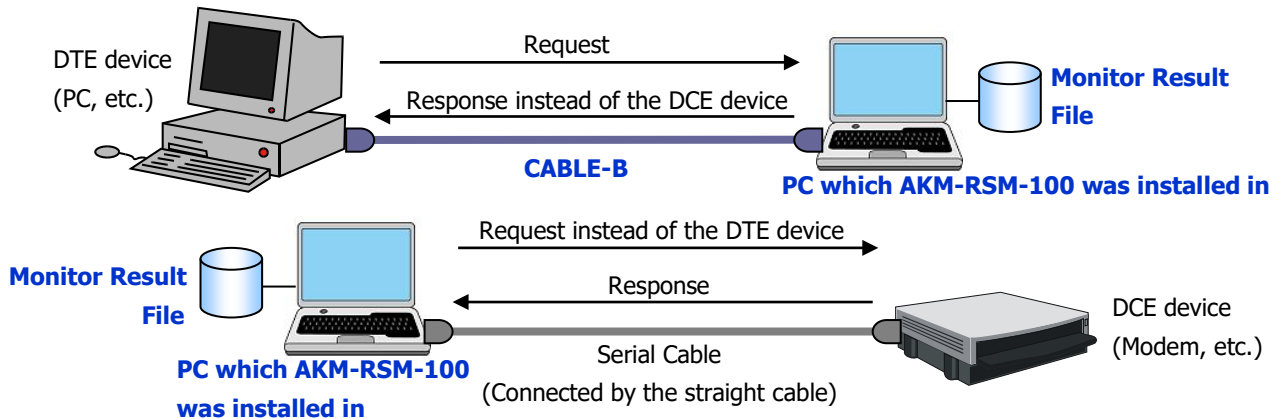 DTE device
(PC, etc.)
Request
Response instead of the DCE device
CABLE-B
Monitor Result
File
PC which AKM-RSM-100 was installed in
Monitor Result
File
Request instead of the DTE device
Response
PC which AKM-RSM-100
was installed in
Serial Cable
(Connected by the straight cable)
DCE device
(Modem, etc.)